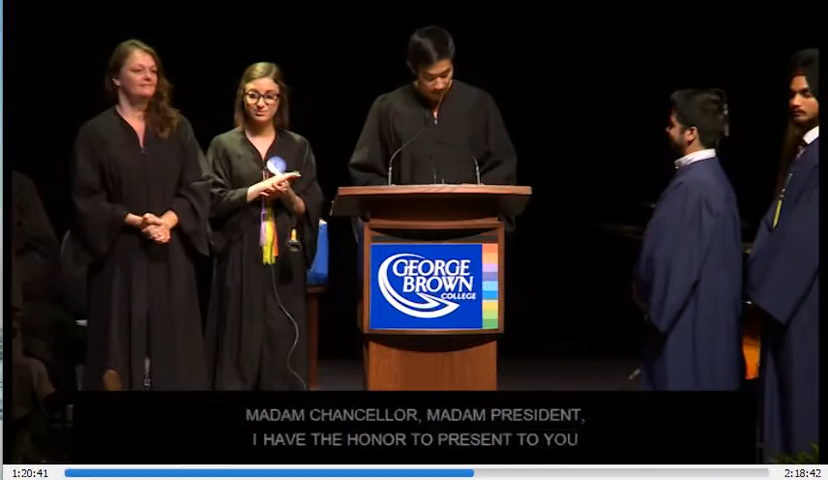 GEORGE
BROWN
COLLEGE
MADAM CHANCELLOR, MADAM PRESIDENT,
I HAVE THE HONOR TO PRESENT TO YOU
1:20:41
2:18:42